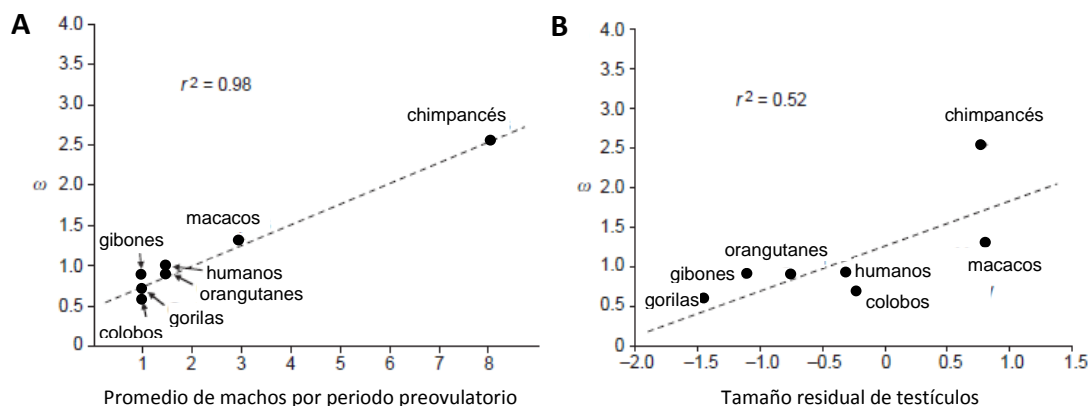 A
4.0
3.5
3.0
2.5
2.0
1.5
1.0
0.5
0
ω
r² = 0.98
chimpancés
macacos
gibones
humanos
orangutanes
gorilas
colobos
1 2 3 4 5 6 7 8
Promedio de machos por periodo preovulatorio
B
4.0
3.5
3.0
2.5
2.0
1.5
1.0
0.5
0
ω
r² = 0.52
chimpancés
orangutanes
gibones
humanos
macacos
gorilas
colobos
–2.0 –1.5 –1.0 –0.5 0 0.5 1.0 1.5
Tamaño residual de testículos